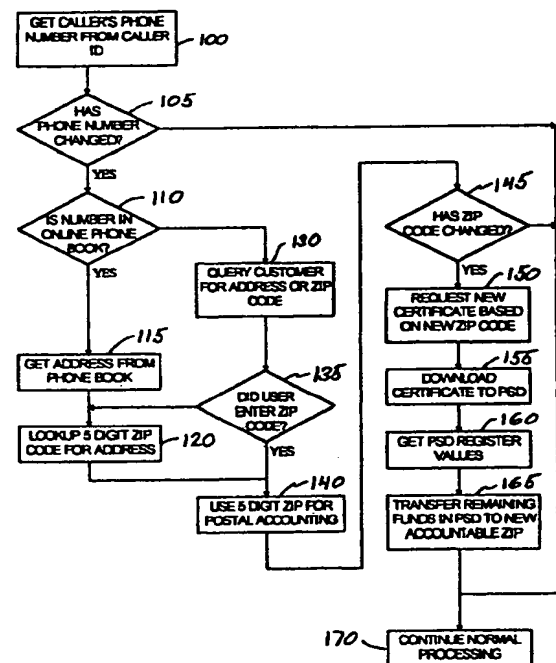 GET CALLER'S PHONE
NUMBER FROM CALLER
ID
100
105
HAS
PHONE NUMBER
CHANGED?
YES
110
IS NUMBER IN
ONLINE PHONE
BOOK?
YES
130
QUERY CUSTOMER
FOR ADDRESS OR ZIP
CODE
115
GET ADDRESS FROM
PHONE BOOK
135
DID USER
ENTER ZIP
CODE?
YES
LOOKUP 5 DIGIT ZIP
CODE FOR ADDRESS
120
140
USE 5 DIGIT ZIP FOR
POSTAL ACCOUNTING
145
HAS ZIP
CODE CHANGED?
YES
150
REQUEST NEW
CERTIFICATE BASED
ON NEW ZIP CODE
155
DOWNLOAD
CERTIFICATE TO PSD
160
GET PSD REGISTER
VALUES
165
TRANSFER REMAINING
FUNDS IN PSD TO NEW
ACCOUNTABLE ZIP
170
CONTINUE NORMAL
PROCESSING